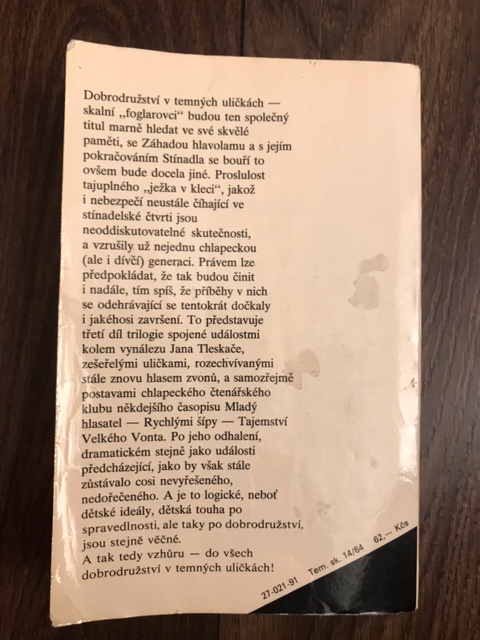 Dobrodružství v temných uličkách —
skalní „foglarovci“ budou ten společný
titul marně hledat ve své skvělé
paměti, se Záhadou hlavolamu a s jejím
pokračováním Stínadla se bouří to
ovšem bude docela jiné. Proslulost
tajuplného „ježka v kleci“, jakož
i nebezpečí neustále číhající ve
stínadelské čtvrti jsou
neoddiskutovatelné skutečnosti,
a vzrušily už nejednu chlapeckou
(ale i dívčí) generaci. Právem lze
předpokládat, že tak budou činit
i nadále, tím spíš, že příběhy v nich
se odehrávající se tentokrát dočkaly
i jakéhosi završení. To představuje
třetí díl trilogie spojené událostmi
kolem vynálezu Jana Tleskače,
zešeřelými uličkami, rozechvívanými
stále znovu hlasem zvonů, a samozřejmě
postavami chlapeckého čtenářského
klubu někdejšího časopisu Mladý
hlasatel — Rychlými šípy — Tajemství
Velkého Vonta. Po jeho odhalení,
dramatickém stejně jako události
předcházející, jako by však stále
zůstávalo cosi nevyřešeného,
nedořečeného. A je to logické, neboť
dětské ideály, dětská touha po
spravedlnosti, ale taky po dobrodružství,
jsou stejně věčné.
A tak tedy vzhůru — do všech
dobrodružství v temných uličkách!
27-021-91 Tem. sk. 14/64 62,— Kčs